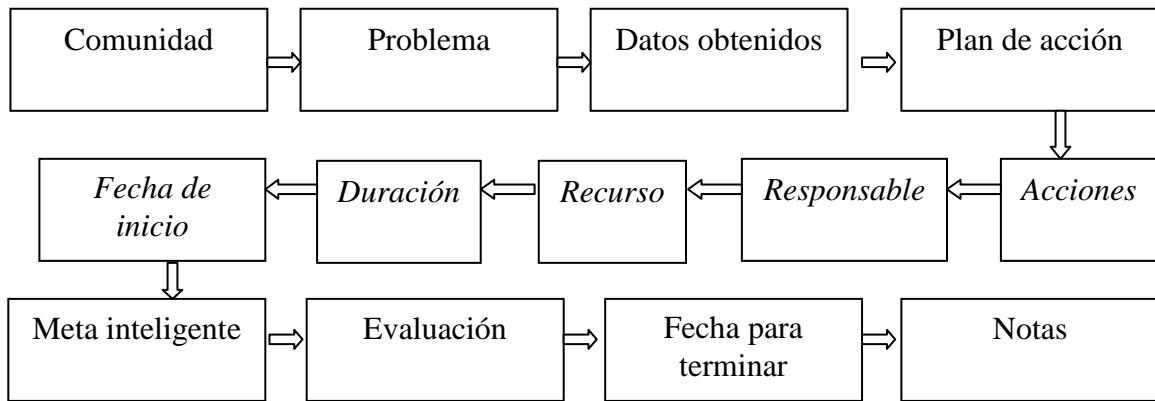 Comunidad
Problema
Datos obtenidos
Plan de acción
Acciones
Responsable
Recurso
Duración
Fecha de
inicio
Meta inteligente
Evaluación
Fecha para
terminar
Notas